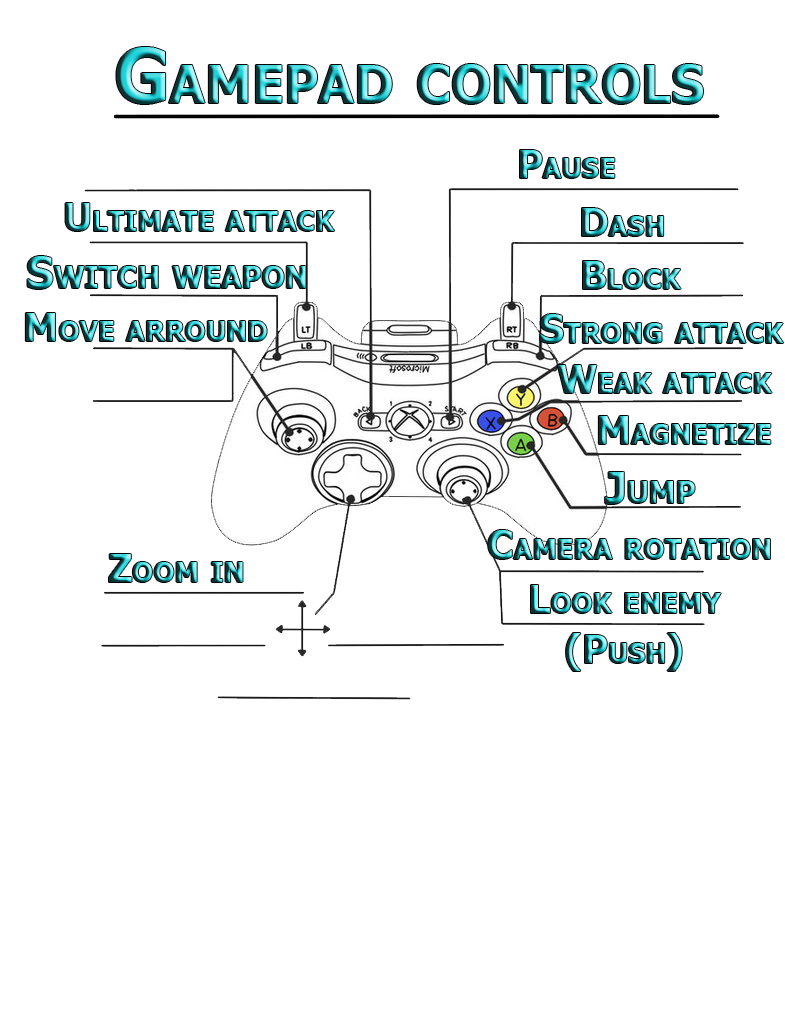 GAMEPAD CONTROLS
PAUSE
ULTIMATE ATTACK
DASH
SWITCH WEAPON
BLOCK
MOVE ARROUND
STRONG ATTACK
LT
RT
LB
RB
Microsoft
WEAK ATTACK
Y
1 2
BACK
START
X
B
MAGNETIZE
3 4
A
JUMP
CAMERA ROTATION
ZOOM IN
LOOK ENEMY
(PUSH)